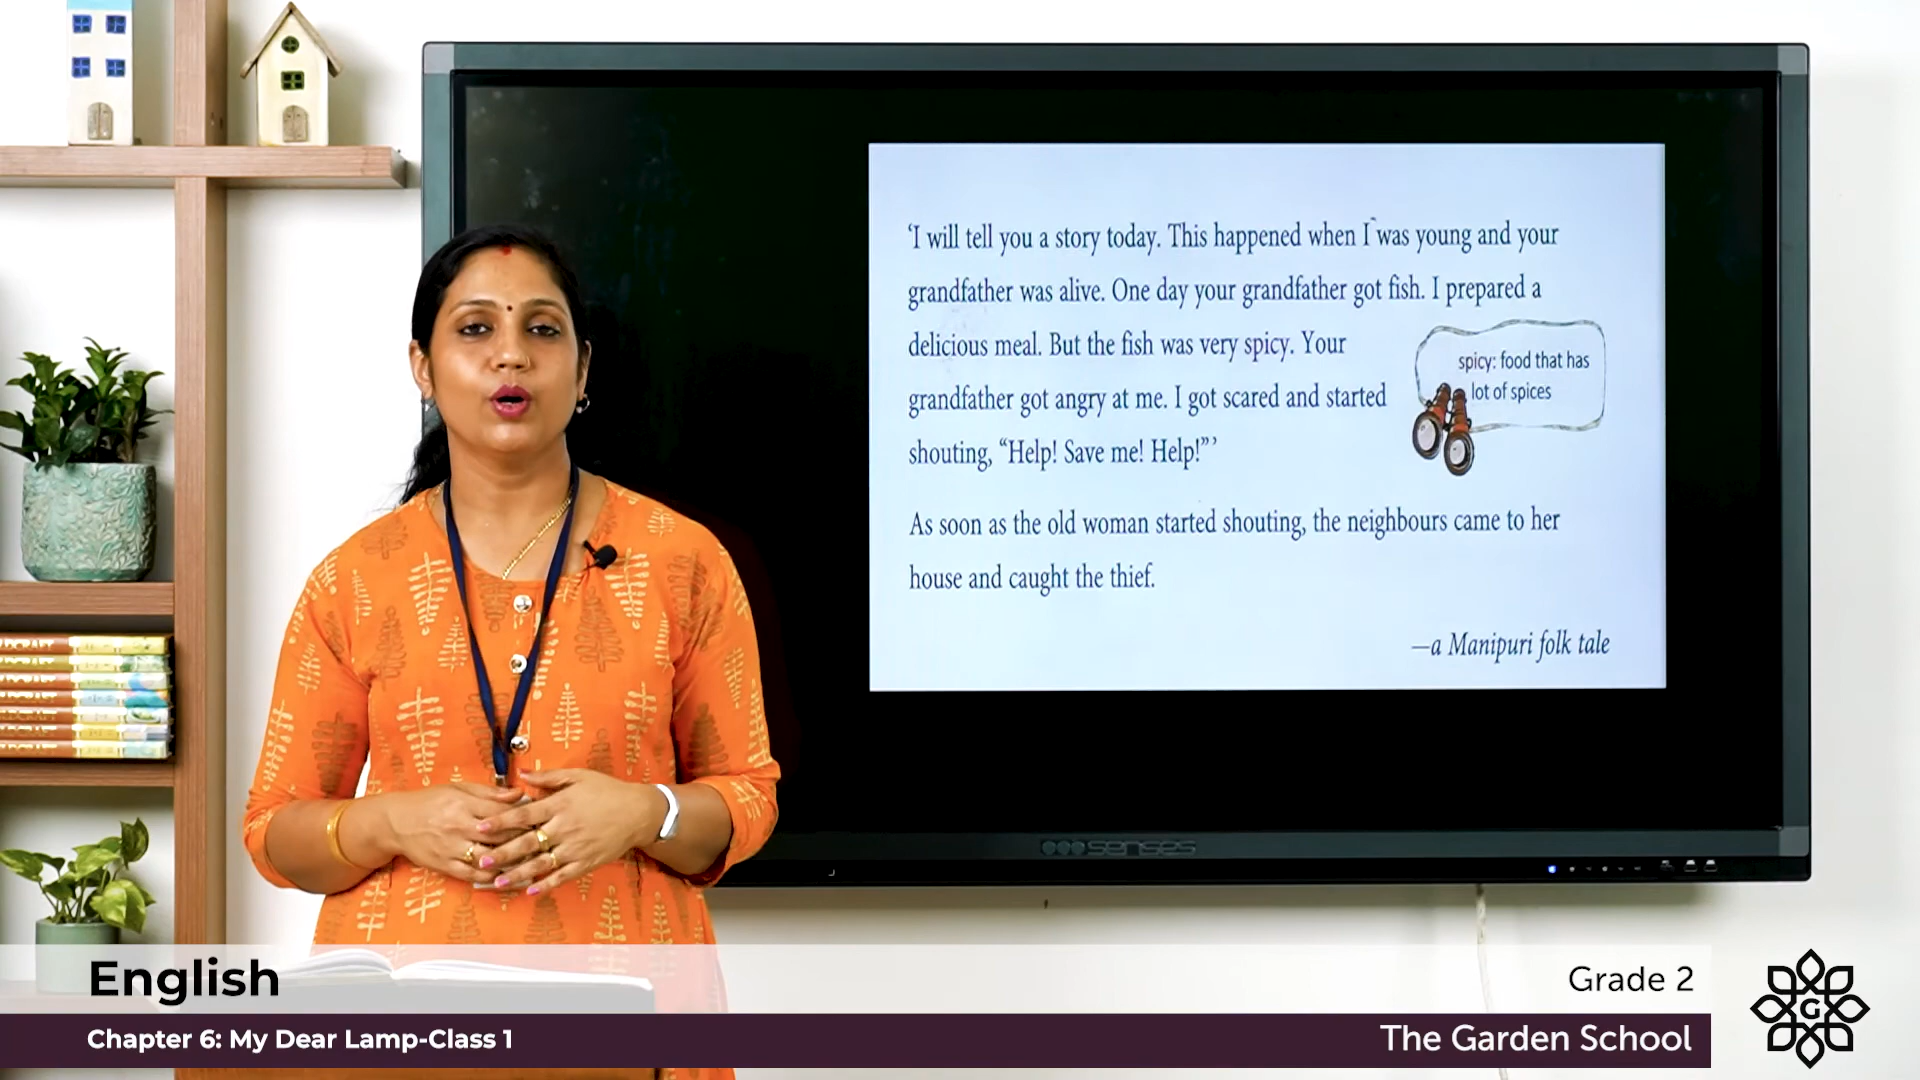 'I will tell you a story today. This happened when I was young and your
grandfather was alive. One day your grandfather got fish. I prepared a
delicious meal. But the fish was very spicy. Your
grandfather got angry at me. I got scared and started
shouting, “Help! Save me! Help!”’
spicy: food that has
lot of spices
As soon as the old woman started shouting, the neighbours came to her
house and caught the thief.
—a Manipuri folk tale
senses
English
Grade 2
Chapter 6: My Dear Lamp-Class 1
The Garden School
G